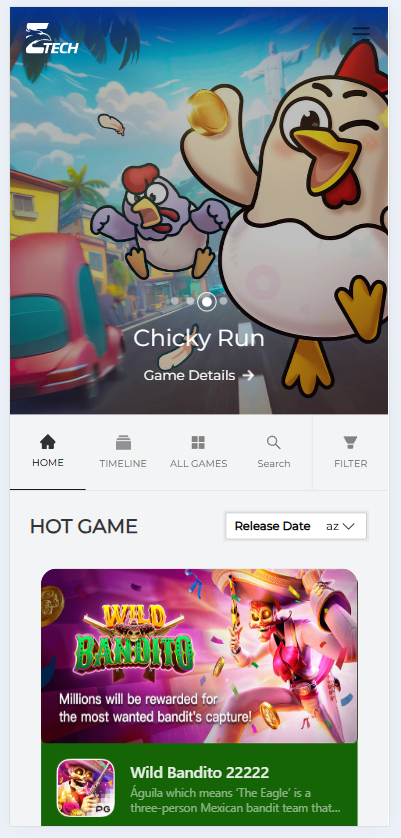 TECH
Chicky Run
Game Details →
HOME
TIMELINE
ALL GAMES
Search
FILTER
HOT GAME
Release Date
az
WILD
BANDITO
Millions will be rewarded for
the most wanted bandit's capture!
PG
Wild Bandito 22222
Águila which means ‘The Eagle’ is a
three-person Mexican bandit team that...